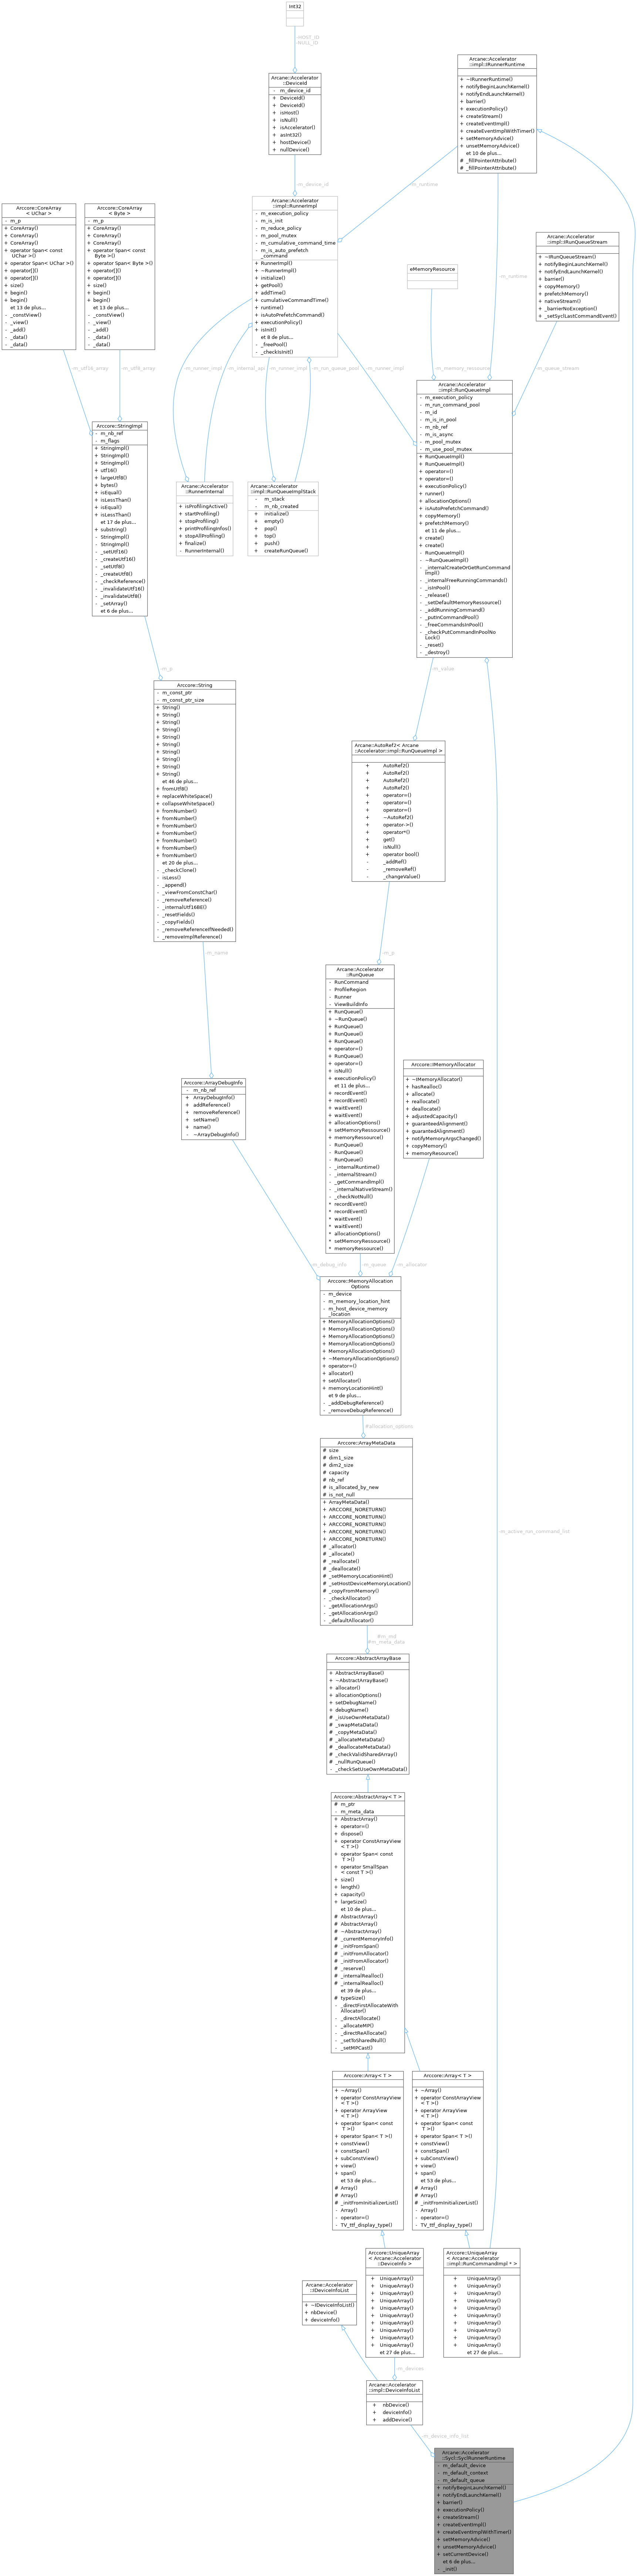 Int32
-HOST_ID
-NULL_ID
Arcane::Accelerator
::DeviceId
- m_device_id
+ DeviceId()
+ DeviceId()
+ isHost()
+ isNull()
+ isAccelerator()
+ asInt32()
+ hostDevice()
+ nullDevice()
Arcane::Accelerator
::impl::IRunnerRuntime
+ ~IRunnerRuntime()
+ notifyBeginLaunchKernel()
+ notifyEndLaunchKernel()
+ barrier()
+ executionPolicy()
+ createStream()
+ createEventImpl()
+ createEventImplWithTimer()
+ setMemoryAdvice()
+ unsetMemoryAdvice()
et 10 de plus...
# _fillPointerAttribute()
# _fillPointerAttribute()
-m_device_id
-m_runtime
Arcane::Accelerator
::impl::RunnerImpl
- m_execution_policy
- m_is_init
- m_reduce_policy
- m_pool_mutex
- m_cumulative_command_time
- m_is_auto_prefetch
_command
+ RunnerImpl()
+ ~RunnerImpl()
+ initialize()
+ getPool()
+ addTime()
+ cumulativeCommandTime()
+ runtime()
+ isAutoPrefetchCommand()
+ executionPolicy()
+ isInit()
et 8 de plus...
- _freePool()
- _checkIsInit()
Arccore::CoreArray
< UChar >
- m_p
+ CoreArray()
+ CoreArray()
+ CoreArray()
+ operator Span< const
UChar >()
+ operator Span< UChar >()
+ operator[]()
+ operator[]()
+ size()
+ begin()
+ begin()
et 13 de plus...
- _constView()
- _view()
- _add()
- _data()
- _data()
Arccore::CoreArray
< Byte >
- m_p
+ CoreArray()
+ CoreArray()
+ CoreArray()
+ operator Span< const
Byte >()
+ operator Span< Byte >()
+ operator[]()
+ operator[]()
+ size()
+ begin()
+ begin()
et 13 de plus...
- _constView()
- _view()
- _add()
- _data()
- _data()
Arcane::Accelerator
::impl::IRunQueueStream
+ ~IRunQueueStream()
+ notifyBeginLaunchKernel()
+ notifyEndLaunchKernel()
+ barrier()
+ copyMemory()
+ prefetchMemory()
+ nativeStream()
+ _barrierNoException()
+ _setSyclLastCommandEvent()
eMemoryRessource
-m_runtime
-m_utf16_array
-m_utf8_array
-m_runner_impl
-m_internal_api
-m_runner_impl
-m_run_queue_pool
-m_runner_impl
-m_memory_ressource
-m_queue_stream
Arcane::Accelerator
::impl::RunQueueImpl
- m_execution_policy
- m_run_command_pool
- m_id
- m_is_in_pool
- m_nb_ref
- m_is_async
- m_pool_mutex
- m_use_pool_mutex
+ RunQueueImpl()
+ RunQueueImpl()
+ operator=()
+ operator=()
+ executionPolicy()
+ runner()
+ allocationOptions()
+ isAutoPrefetchCommand()
+ copyMemory()
+ prefetchMemory()
et 11 de plus...
+ create()
+ create()
- RunQueueImpl()
- ~RunQueueImpl()
- _internalCreateOrGetRunCommand
Impl()
- _internalFreeRunningCommands()
- _isInPool()
- _release()
- _setDefaultMemoryRessource()
- _addRunningCommand()
- _putInCommandPool()
- _freeCommandsInPool()
- _checkPutCommandInPoolNo
Lock()
- _reset()
- _destroy()
Arccore::StringImpl
- m_nb_ref
- m_flags
+ StringImpl()
+ StringImpl()
+ StringImpl()
+ utf16()
+ largeUtf8()
+ bytes()
+ isEqual()
+ isLessThan()
+ isEqual()
+ isLessThan()
et 17 de plus...
+ substring()
- StringImpl()
- StringImpl()
- _setUtf16()
- _createUtf16()
- _setUtf8()
- _createUtf8()
- _checkReference()
- _invalidateUtf16()
- _invalidateUtf8()
- _setArray()
et 6 de plus...
Arcane::Accelerator
::RunnerInternal
+ isProfilingActive()
+ startProfiling()
+ stopProfiling()
+ printProfilingInfos()
+ stopAllProfiling()
+ finalize()
- RunnerInternal()
Arcane::Accelerator
::impl::RunQueueImplStack
- m_stack
- m_nb_created
+ initialize()
+ empty()
+ pop()
+ top()
+ push()
+ createRunQueue()
-m_p
-m_value
Arccore::String
- m_const_ptr
- m_const_ptr_size
+ String()
+ String()
+ String()
+ String()
+ String()
+ String()
+ String()
+ String()
+ String()
+ String()
et 46 de plus...
+ fromUtf8()
+ replaceWhiteSpace()
+ collapseWhiteSpace()
+ fromNumber()
+ fromNumber()
+ fromNumber()
+ fromNumber()
+ fromNumber()
+ fromNumber()
+ fromNumber()
et 20 de plus...
- _checkClone()
- isLess()
- _append()
- _viewFromConstChar()
- _removeReference()
- _internalUtf16BE()
- _resetFields()
- _copyFields()
- _removeReferenceIfNeeded()
- _removeImplReference()
Arcane::AutoRef2< Arcane
::Accelerator::impl::RunQueueImpl >
+ AutoRef2()
+ AutoRef2()
+ AutoRef2()
+ AutoRef2()
+ operator=()
+ operator=()
+ operator=()
+ ~AutoRef2()
+ operator->()
+ operator*()
+ get()
+ isNull()
+ operator bool()
- _addRef()
- _removeRef()
- _changeValue()
-m_name
-m_p
Arcane::Accelerator
::RunQueue
- RunCommand
- ProfileRegion
- Runner
- ViewBuildInfo
+ RunQueue()
+ ~RunQueue()
+ RunQueue()
+ RunQueue()
+ RunQueue()
+ operator=()
+ RunQueue()
+ operator=()
+ isNull()
+ executionPolicy()
et 11 de plus...
+ recordEvent()
+ recordEvent()
+ waitEvent()
+ waitEvent()
+ allocationOptions()
+ setMemoryRessource()
+ memoryRessource()
- RunQueue()
- RunQueue()
- RunQueue()
- _internalRuntime()
- _internalStream()
- _getCommandImpl()
- _internalNativeStream()
- _checkNotNull()
* recordEvent()
* recordEvent()
* waitEvent()
* waitEvent()
* allocationOptions()
* setMemoryRessource()
* memoryRessource()
Arccore::IMemoryAllocator
+ ~IMemoryAllocator()
+ hasRealloc()
+ allocate()
+ reallocate()
+ deallocate()
+ adjustedCapacity()
+ guaranteedAlignment()
+ guarantedAlignment()
+ notifyMemoryArgsChanged()
+ copyMemory()
+ memoryResource()
Arccore::ArrayDebugInfo
- m_nb_ref
+ ArrayDebugInfo()
+ addReference()
+ removeReference()
+ setName()
+ name()
- ~ArrayDebugInfo()
-m_debug_info
-m_queue
-m_allocator
Arccore::MemoryAllocation
Options
- m_device
- m_memory_location_hint
- m_host_device_memory
_location
+ MemoryAllocationOptions()
+ MemoryAllocationOptions()
+ MemoryAllocationOptions()
+ MemoryAllocationOptions()
+ MemoryAllocationOptions()
+ ~MemoryAllocationOptions()
+ operator=()
+ allocator()
+ setAllocator()
+ memoryLocationHint()
et 9 de plus...
- _addDebugReference()
- _removeDebugReference()
#allocation_options
Arccore::ArrayMetaData
# size
# dim1_size
# dim2_size
# capacity
# nb_ref
# is_allocated_by_new
# is_not_null
+ ArrayMetaData()
+ ARCCORE_NORETURN()
+ ARCCORE_NORETURN()
+ ARCCORE_NORETURN()
+ ARCCORE_NORETURN()
+ ARCCORE_NORETURN()
# _allocator()
# _allocate()
# _reallocate()
# _deallocate()
# _setMemoryLocationHint()
# _setHostDeviceMemoryLocation()
# _copyFromMemory()
- _checkAllocator()
- _getAllocationArgs()
- _getAllocationArgs()
- _defaultAllocator()
-m_active_run_command_list
#m_md
#m_meta_data
Arccore::AbstractArrayBase
+ AbstractArrayBase()
+ ~AbstractArrayBase()
+ allocator()
+ allocationOptions()
+ setDebugName()
+ debugName()
# _isUseOwnMetaData()
# _swapMetaData()
# _copyMetaData()
# _allocateMetaData()
# _deallocateMetaData()
# _checkValidSharedArray()
# _nullRunQueue()
- _checkSetUseOwnMetaData()
Arccore::AbstractArray< T >
# m_ptr
- m_meta_data
+ AbstractArray()
+ operator=()
+ dispose()
+ operator ConstArrayView
< T >()
+ operator Span< const
T >()
+ operator SmallSpan
< const T >()
+ size()
+ length()
+ capacity()
+ largeSize()
et 10 de plus...
# AbstractArray()
# AbstractArray()
# ~AbstractArray()
# _currentMemoryInfo()
# _initFromSpan()
# _initFromAllocator()
# _initFromAllocator()
# _reserve()
# _internalRealloc()
# _internalRealloc()
et 39 de plus...
# typeSize()
- _directFirstAllocateWith
Allocator()
- _directAllocate()
- _allocateMP()
- _directReAllocate()
- _setToSharedNull()
- _setMPCast()
Arccore::Array< T >
+ ~Array()
+ operator ConstArrayView
< T >()
+ operator ArrayView
< T >()
+ operator Span< const
T >()
+ operator Span< T >()
+ constView()
+ constSpan()
+ subConstView()
+ view()
+ span()
et 53 de plus...
# Array()
# Array()
# _initFromInitializerList()
- Array()
- operator=()
- TV_ttf_display_type()
Arccore::Array< T >
+ ~Array()
+ operator ConstArrayView
< T >()
+ operator ArrayView
< T >()
+ operator Span< const
T >()
+ operator Span< T >()
+ constView()
+ constSpan()
+ subConstView()
+ view()
+ span()
et 53 de plus...
# Array()
# Array()
# _initFromInitializerList()
- Array()
- operator=()
- TV_ttf_display_type()
Arcane::Accelerator
::IDeviceInfoList
+ ~IDeviceInfoList()
+ nbDevice()
+ deviceInfo()
Arccore::UniqueArray
< Arcane::Accelerator
::DeviceInfo >
+ UniqueArray()
+ UniqueArray()
+ UniqueArray()
+ UniqueArray()
+ UniqueArray()
+ UniqueArray()
+ UniqueArray()
+ UniqueArray()
+ UniqueArray()
+ UniqueArray()
et 27 de plus...
Arccore::UniqueArray
< Arcane::Accelerator
::impl::RunCommandImpl * >
+ UniqueArray()
+ UniqueArray()
+ UniqueArray()
+ UniqueArray()
+ UniqueArray()
+ UniqueArray()
+ UniqueArray()
+ UniqueArray()
+ UniqueArray()
+ UniqueArray()
et 27 de plus...
-m_devices
Arcane::Accelerator
::impl::DeviceInfoList
+ nbDevice()
+ deviceInfo()
+ addDevice()
-m_device_info_list
Arcane::Accelerator
::Sycl::SyclRunnerRuntime
- m_default_device
- m_default_context
- m_default_queue
+ notifyBeginLaunchKernel()
+ notifyEndLaunchKernel()
+ barrier()
+ executionPolicy()
+ createStream()
+ createEventImpl()
+ createEventImplWithTimer()
+ setMemoryAdvice()
+ unsetMemoryAdvice()
+ setCurrentDevice()
et 6 de plus...
- _init()